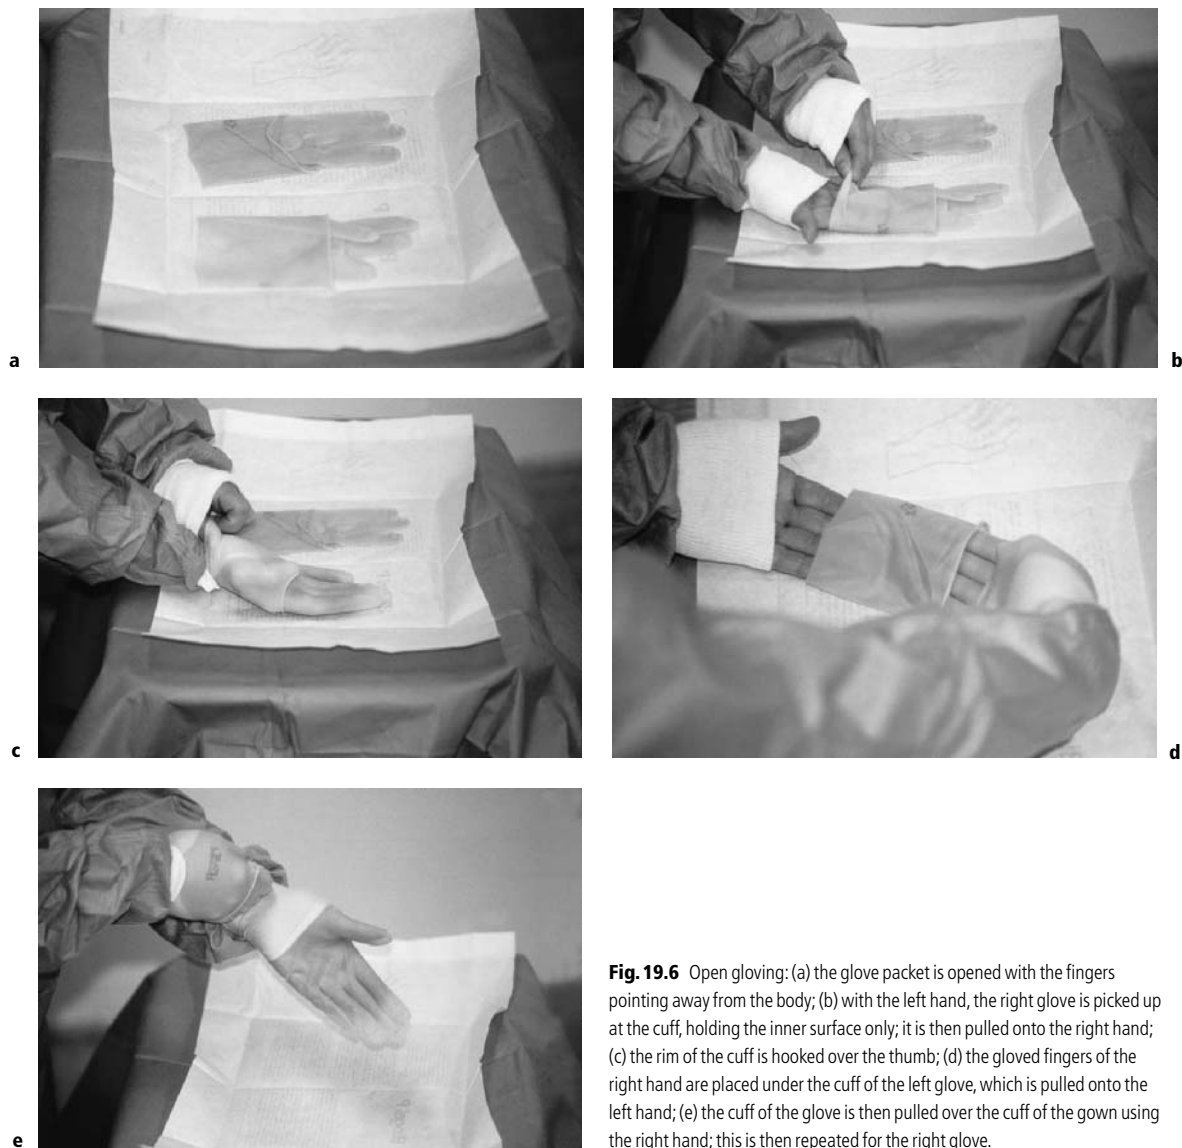 a
b
c
d
e
Fig. 19.6 Open gloving: (a) the glove packet is opened with the fingers
pointing away from the body; (b) with the left hand, the right glove is picked up
at the cuff, holding the inner surface only; it is then pulled onto the right hand;
(c) the rim of the cuff is hooked over the thumb; (d) the gloved fingers of the
right hand are placed under the cuff of the left glove, which is pulled onto the
left hand; (e) the cuff of the glove is then pulled over the cuff of the gown using
the right hand; this is then repeated for the right glove.